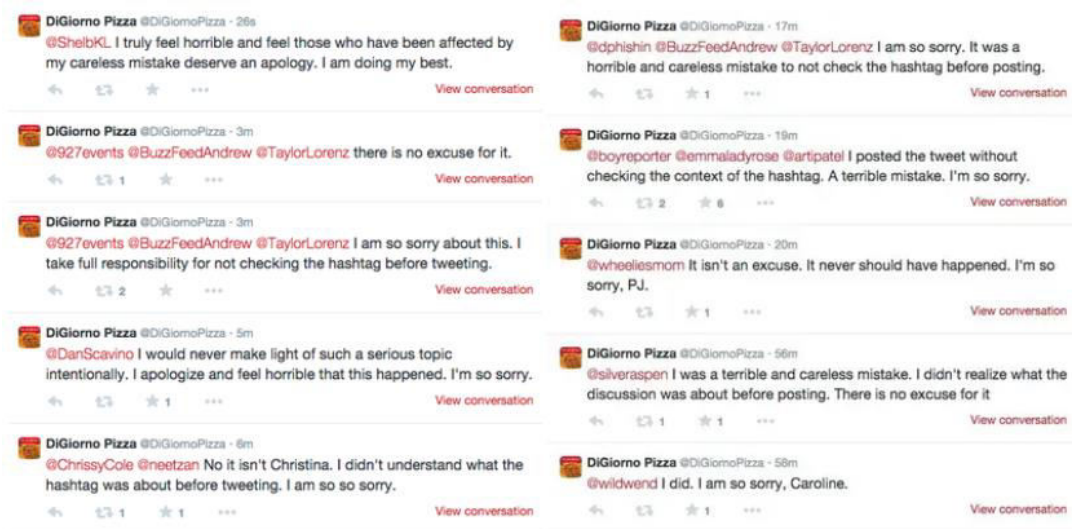 DiGiorno Pizza @DiGiornoPizza · 26s
@ShelbKL I truly feel horrible and feel those who have been affected by
my careless mistake deserve an apology. I am doing my best.
View conversation
DiGiorno Pizza @DiGiornoPizza · 3m
@927events @BuzzFeedAndrew @TaylorLorenz there is no excuse for it.
1
View conversation
DiGiorno Pizza @DiGiornoPizza · 3m
@927events @BuzzFeedAndrew @TaylorLorenz I am so sorry about this. I
take full responsibility for not checking the hashtag before tweeting.
2
View conversation
DiGiorno Pizza @DiGiornoPizza · 5m
@DanScavino I would never make light of such a serious topic
intentionally. I apologize and feel horrible that this happened. I'm so sorry.
1
View conversation
DiGiorno Pizza @DiGiornoPizza · 6m
@ChrissyCole @neetzan No it isn't Christina. I didn't understand what the
hashtag was about before tweeting. I am so so sorry.
1 1
View conversation
DiGiorno Pizza @DiGiornoPizza · 17m
@dphishin @BuzzFeedAndrew @TaylorLorenz I am so sorry. It was a
horrible and careless mistake to not check the hashtag before posting.
1
View conversation
DiGiorno Pizza @DiGiornoPizza · 19m
@boyreporter @emmaladyrose @artipatel I posted the tweet without
checking the context of the hashtag. A terrible mistake. I'm so sorry.
2 6
View conversation
DiGiorno Pizza @DiGiornoPizza · 20m
@wheeliesmom It isn't an excuse. It never should have happened. I'm so
sorry, PJ.
1
View conversation
DiGiorno Pizza @DiGiornoPizza · 56m
@silveraspen I was a terrible and careless mistake. I didn't realize what the
discussion was about before posting. There is no excuse for it
1 1
View conversation
DiGiorno Pizza @DiGiornoPizza · 58m
@wildwend I did. I am so sorry, Caroline.
1
View conversation